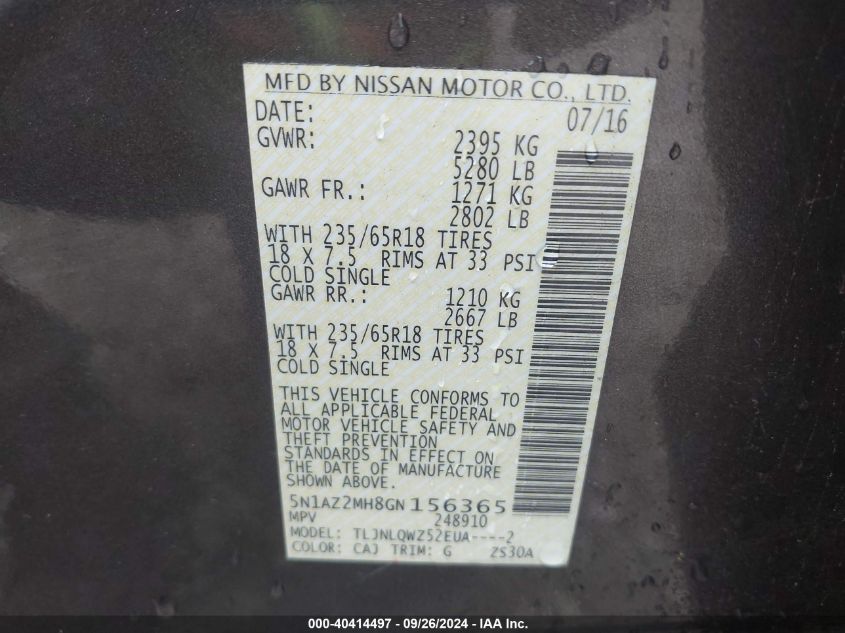 MFD BY NISSAN MOTOR CO., LTD.
DATE: 07/16
GVWR: 2395 KG
5280 LB
GAWR FR.: 1271 KG
2802 LB
WITH 235/65R18 TIRES
18 X 7.5 RIMS AT 33 PSI
COLD SINGLE
GAWR RR.: 1210 KG
2667 LB
WITH 235/65R18 TIRES
18 X 7.5 RIMS AT 33 PSI
COLD SINGLE
THIS VEHICLE CONFORMS TO
ALL APPLICABLE FEDERAL
MOTOR VEHICLE SAFETY AND
THEFT PREVENTION
STANDARDS IN EFFECT ON
THE DATE OF MANUFACTURE
SHOWN ABOVE.
5N1AZ2MH8GN156365
MPV 248910
MODEL: TLJNLQWZ52EUA----2
COLOR: CAJ TRIM: G ZS30A
000-40414497 - 09/26/2024 - IAA Inc.